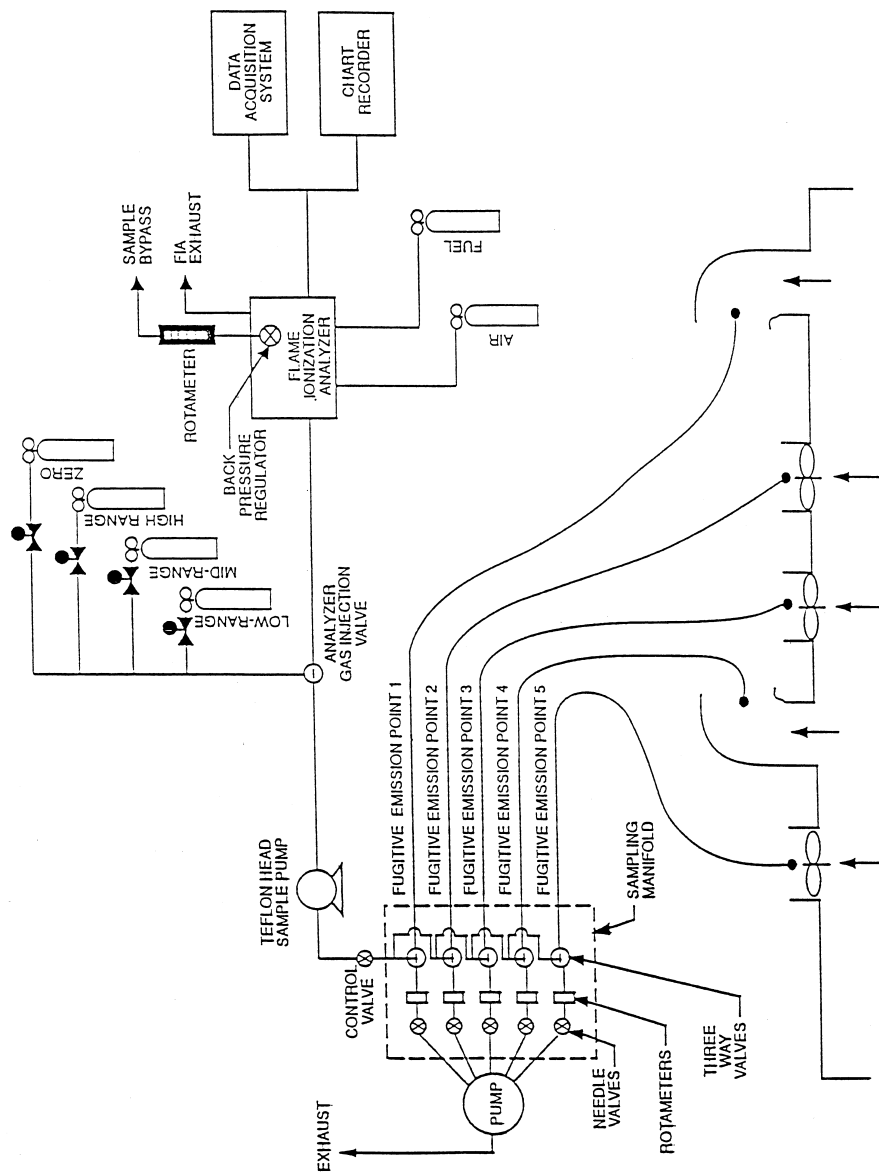 DATA
ACQUISITION
SYSTEM
CHART
RECORDER
SAMPLE
BYPASS
FIA
EXHAUST
ROTAMETER
FLAME
IONIZATION
ANALYZER
BACK
PRESSURE
REGULATOR
FUEL
AIR
ZERO
HIGH RANGE
MID-RANGE
LOW-RANGE
ANALYZER
GAS INJECTION
VALVE
TEFLON HEAD
SAMPLE PUMP
CONTROL
VALVE
FUGITIVE EMISSION POINT 1
FUGITIVE EMISSION POINT 2
FUGITIVE EMISSION POINT 3
FUGITIVE EMISSION POINT 4
FUGITIVE EMISSION POINT 5
SAMPLING
MANIFOLD
THREE
WAY
VALVES
ROTAMETERS
NEEDLE
VALVES
PUMP
EXHAUST